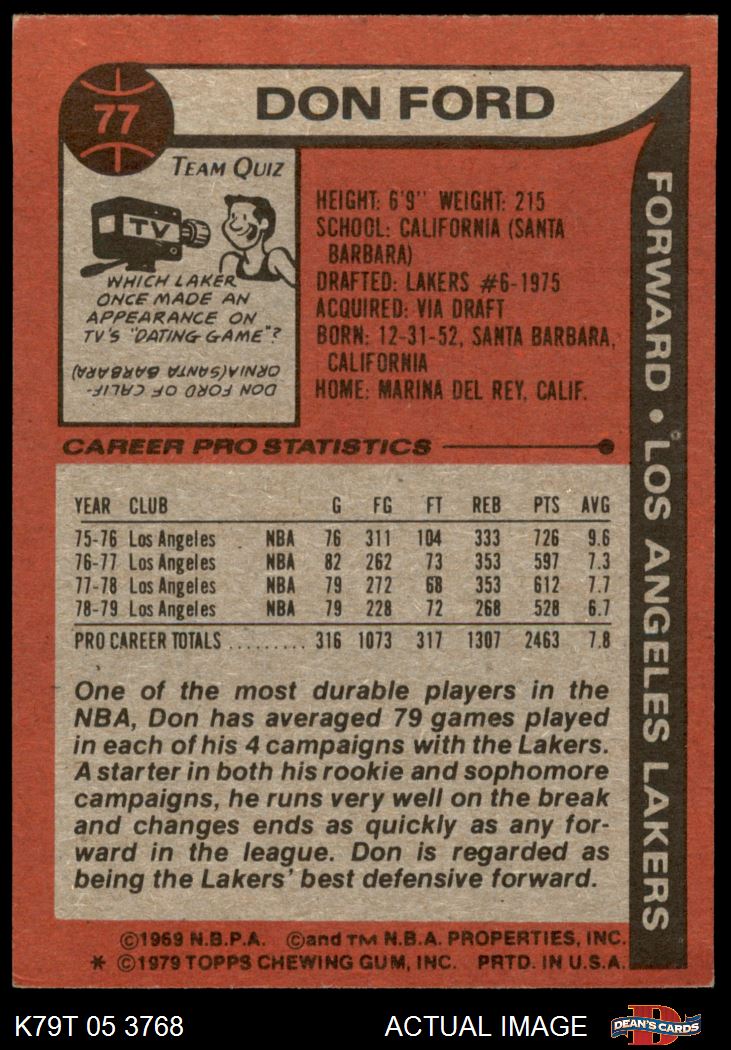 77
DON FORD
TEAM QUIZ
TV
WHICH LAKER
ONCE MADE AN
APPEARANCE ON
TV'S "DATING GAME"?
DON FORD OF CALIF-
ORNIA (SANTA BARBARA)
HEIGHT: 6'9" WEIGHT: 215
SCHOOL: CALIFORNIA (SANTA
BARBARA)
DRAFTED: LAKERS #6-1975
ACQUIRED: VIA DRAFT
BORN: 12-31-52, SANTA BARBARA,
CALIFORNIA
HOME: MARINA DEL REY, CALIF.
FORWARD • LOS ANGELES LAKERS
CAREER PRO STATISTICS
YEAR CLUB G FG FT REB PTS AVG
75-76 Los Angeles NBA 76 311 104 333 726 9.6
76-77 Los Angeles NBA 82 262 73 353 597 7.3
77-78 Los Angeles NBA 79 272 68 353 612 7.7
78-79 Los Angeles NBA 79 228 72 268 528 6.7
PRO CAREER TOTALS ......... 316 1073 317 1307 2463 7.8
One of the most durable players in the
NBA, Don has averaged 79 games played
in each of his 4 campaigns with the Lakers.
A starter in both his rookie and sophomore
campaigns, he runs very well on the break
and changes ends as quickly as any for-
ward in the league. Don is regarded as
being the Lakers' best defensive forward.
©1969 N.B.P.A. ©and TM N.B.A. PROPERTIES, INC.
* ©1979 TOPPS CHEWING GUM, INC. PRTD. IN U.S.A.
K79T 05 3768
ACTUAL IMAGE
D
DEAN'S CARDS